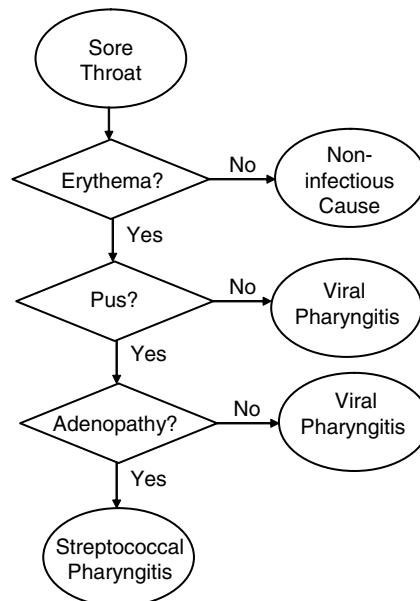 Sore
Throat
Erythema?
No
Non-
infectious
Cause
Yes
Pus?
No
Viral
Pharyngitis
Yes
Adenopathy?
No
Viral
Pharyngitis
Yes
Streptococcal
Pharyngitis